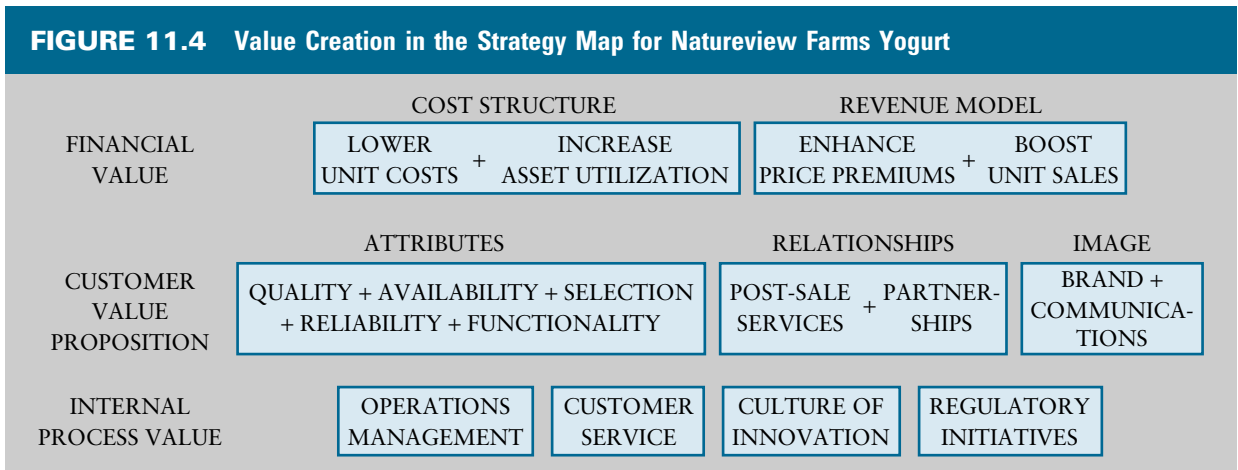 FIGURE 11.4 Value Creation in the Strategy Map for Natureview Farms Yogurt
COST STRUCTURE REVENUE MODEL
FINANCIAL VALUE
LOWER UNIT COSTS + INCREASE ASSET UTILIZATION
ENHANCE PRICE PREMIUMS + BOOST UNIT SALES
ATTRIBUTES RELATIONSHIPS IMAGE
CUSTOMER VALUE PROPOSITION
QUALITY + AVAILABILITY + SELECTION
+ RELIABILITY + FUNCTIONALITY
POST-SALE SERVICES + PARTNER-SHIPS
BRAND +
COMMUNICA-
TIONS
INTERNAL
PROCESS VALUE
OPERATIONS
MANAGEMENT
CUSTOMER
SERVICE
CULTURE OF
INNOVATION
REGULATORY
INITIATIVES